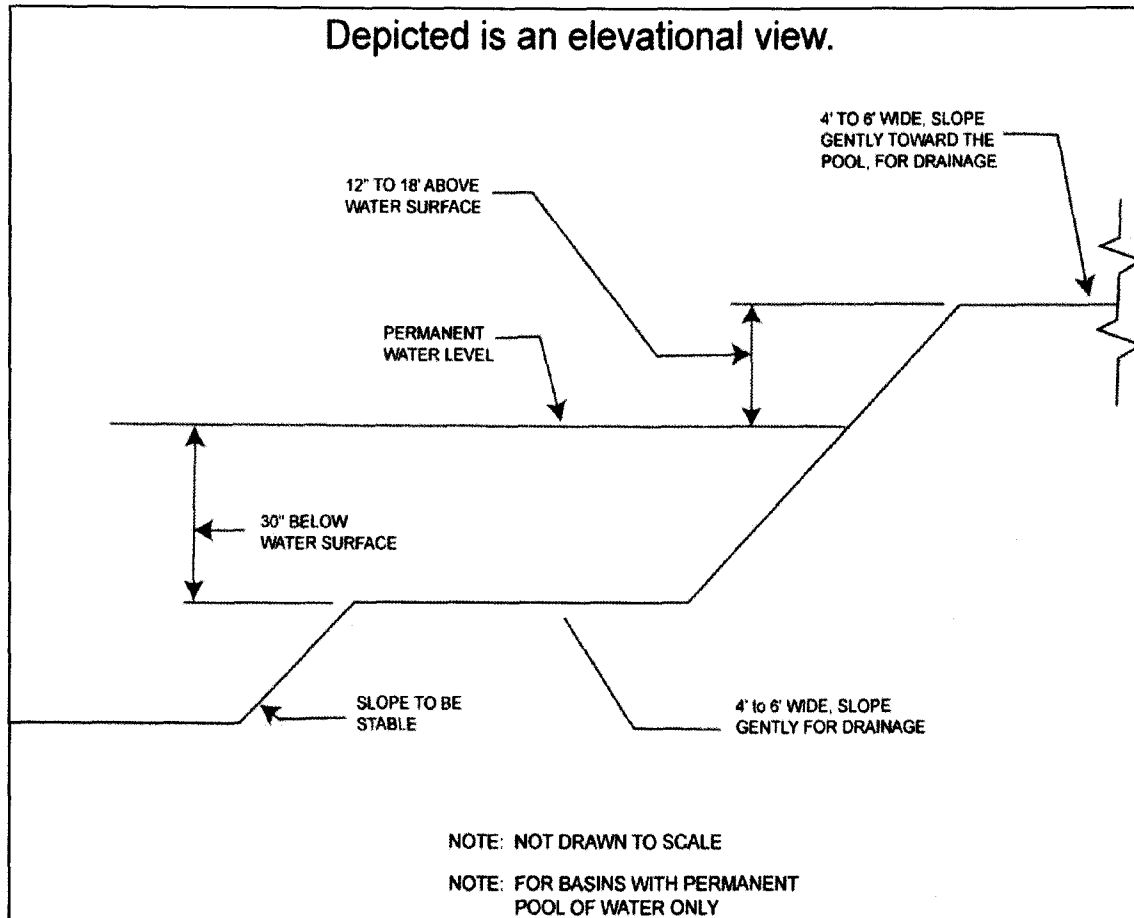 Depicted is an elevational view.
4' TO 6' WIDE, SLOPE
GENTLY TOWARD THE
POOL, FOR DRAINAGE
12" TO 18' ABOVE
WATER SURFACE
PERMANENT
WATER LEVEL
30" BELOW
WATER SURFACE
SLOPE TO BE
STABLE
4' to 6' WIDE, SLOPE
GENTLY FOR DRAINAGE
NOTE: NOT DRAWN TO SCALE
NOTE: FOR BASINS WITH PERMANENT
POOL OF WATER ONLY